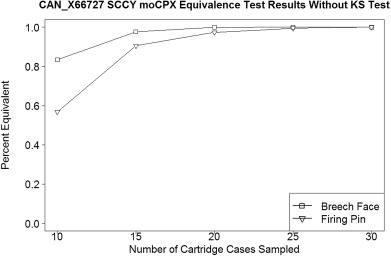 CAN_X66727 SCCY moCPX Equivalence Test Results Without KS Test
Percent Equivalent
1.0
0.8
0.6
0.4
0.2
0.0
10
15
20
25
30
Number of Cartridge Cases Sampled
Breech Face
Firing Pin